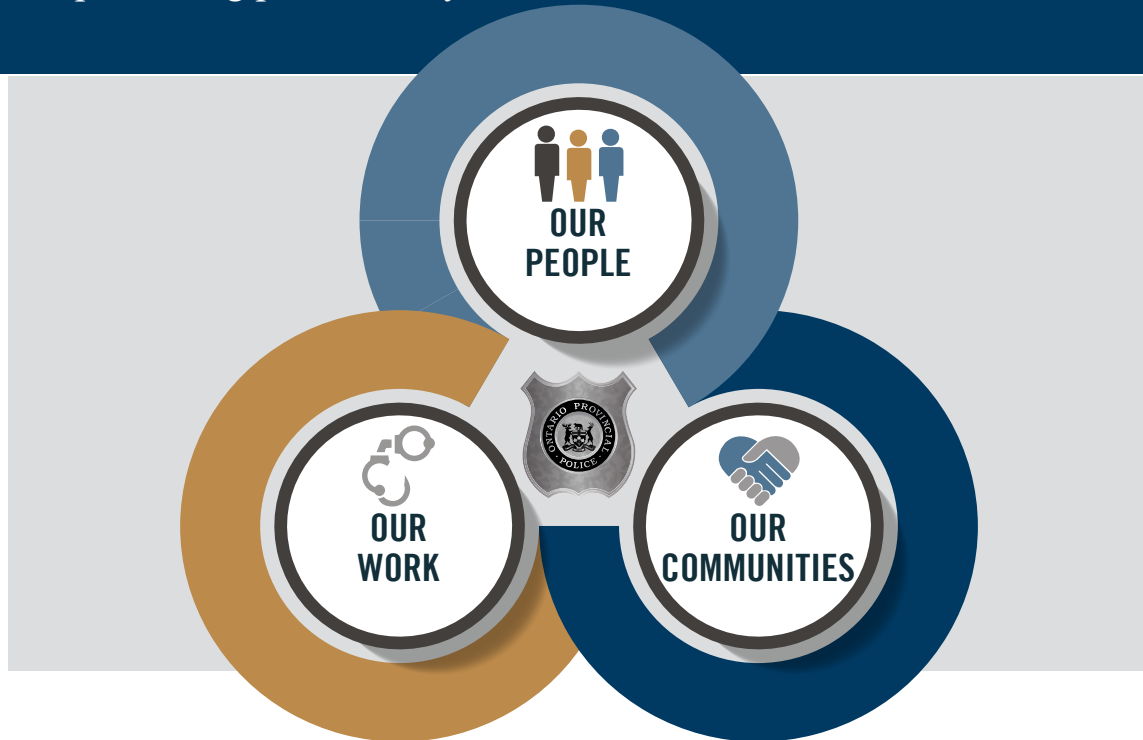 OUR
PEOPLE
ONTARIO PROVINCIAL
POLICE
OUR
WORK
OUR
COMMUNITIES